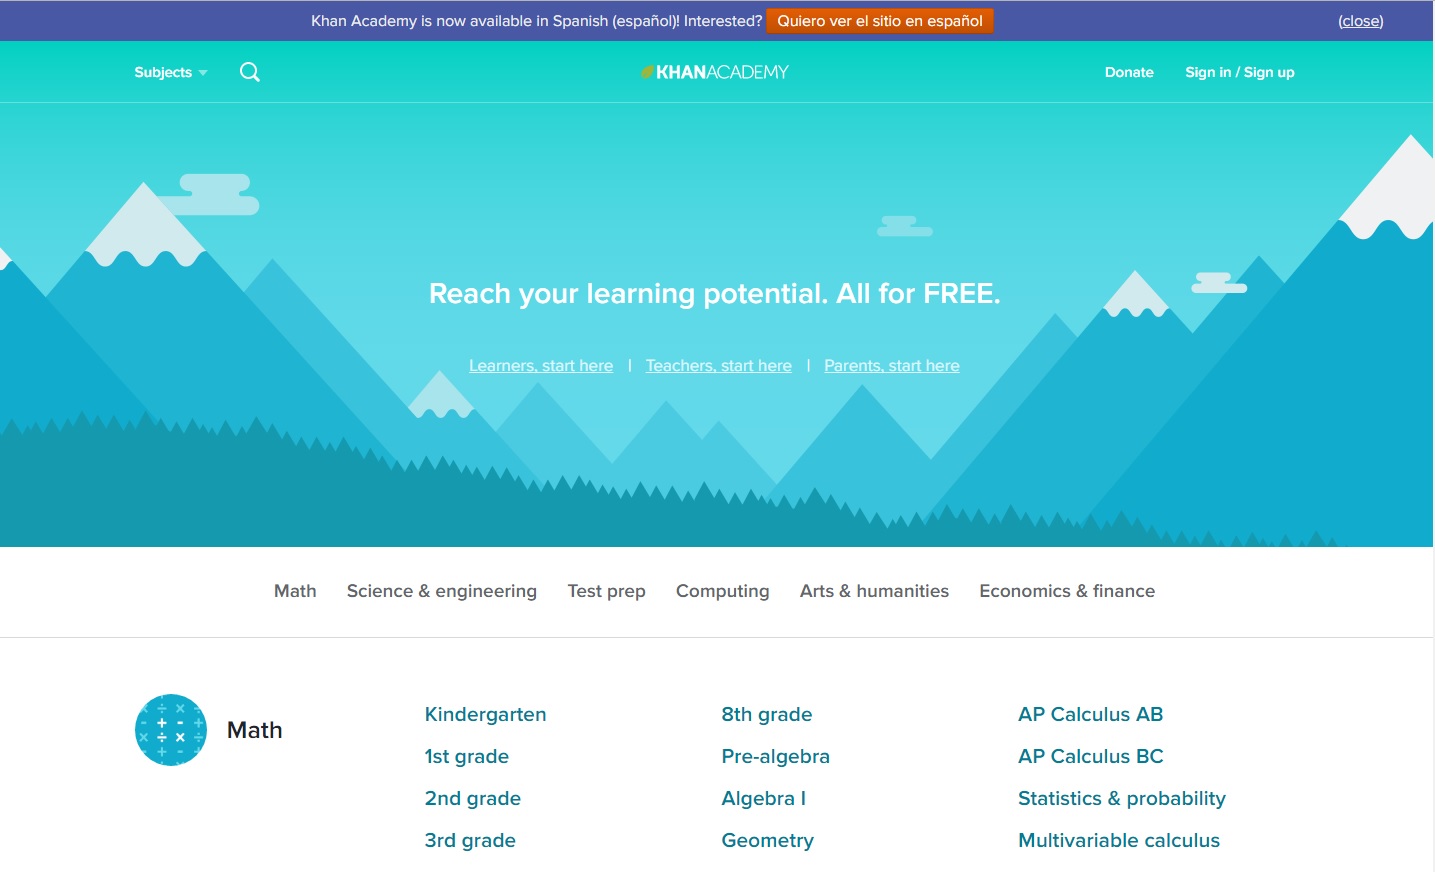 Khan Academy is now available in Spanish (español)! Interested? Quiero ver el sitio en español (close)
Subjects KHANACADEMY Donate Sign in / Sign up
Reach your learning potential. All for FREE.
Learners, start here | Teachers, start here | Parents, start here
Math Science & engineering Test prep Computing Arts & humanities Economics & finance
Math
Kindergarten
1st grade
2nd grade
3rd grade
8th grade
Pre-algebra
Algebra I
Geometry
AP Calculus AB
AP Calculus BC
Statistics & probability
Multivariable calculus